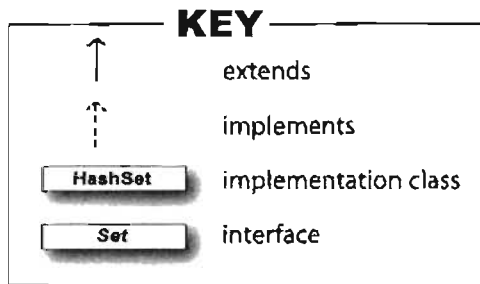 KEY
extends
implements
HashSet implementation class
Set interface